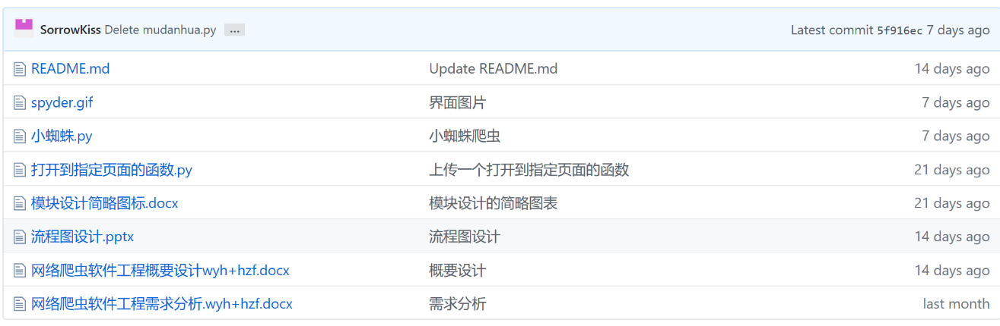 SorrowKiss Delete mudanhua.py ... Latest commit 5f916ec 7 days ago
README.md Update README.md 14 days ago
spyder.gif 界面图片 7 days ago
小蜘蛛.py 小蜘蛛爬虫 7 days ago
打开到指定页面的函数.py 上传一个打开到指定页面的函数 21 days ago
模块设计简略图标.docx 模块设计的简略图表 21 days ago
流程图设计.pptx 流程图设计 14 days ago
网络爬虫软件工程概要设计wyh+hzf.docx 概要设计 14 days ago
网络爬虫软件工程需求分析.wyh+hzf.docx 需求分析 last month